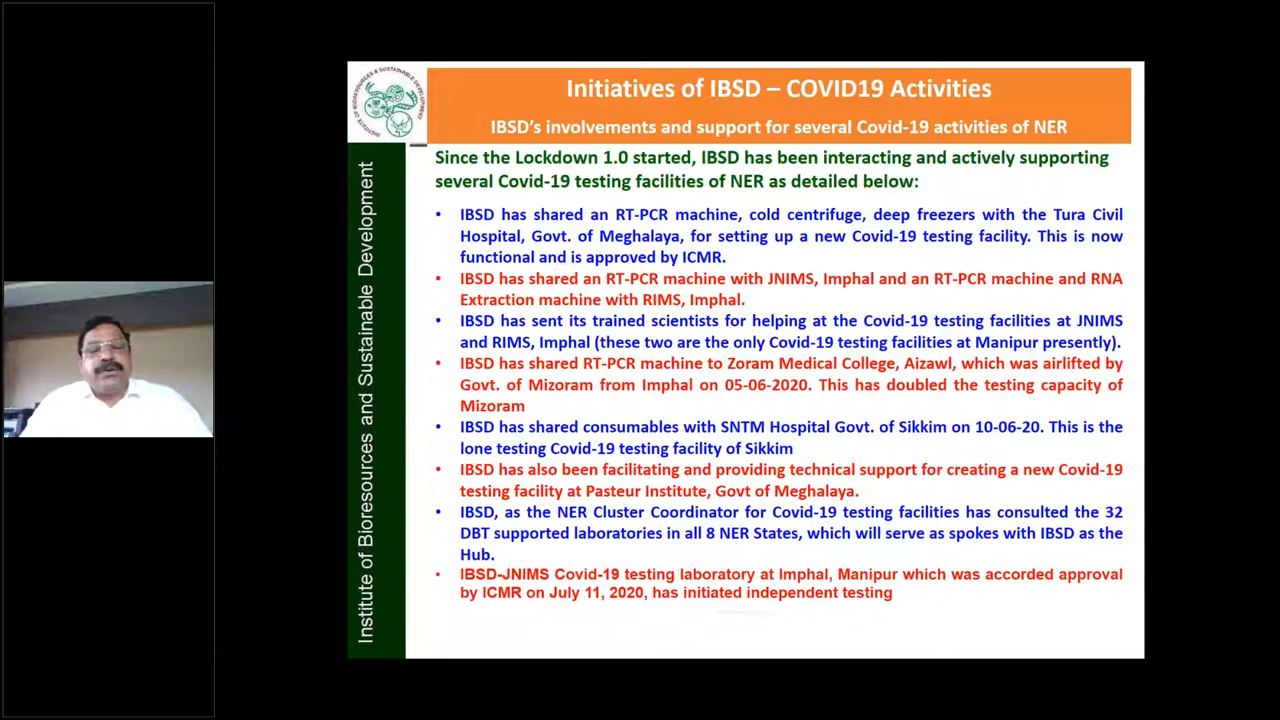 INSTITUTE OF BIORESOURCES & SUSTAINABLE DEVELOPMENT
Institute of Bioresources and Sustainable Development
Initiatives of IBSD – COVID19 Activities
IBSD's involvements and support for several Covid-19 activities of NER
Since the Lockdown 1.0 started, IBSD has been interacting and actively supporting
several Covid-19 testing facilities of NER as detailed below:
• IBSD has shared an RT-PCR machine, cold centrifuge, deep freezers with the Tura Civil
Hospital, Govt. of Meghalaya, for setting up a new Covid-19 testing facility. This is now
functional and is approved by ICMR.
• IBSD has shared an RT-PCR machine with JNIMS, Imphal and an RT-PCR machine and RNA
Extraction machine with RIMS, Imphal.
• IBSD has sent its trained scientists for helping at the Covid-19 testing facilities at JNIMS
and RIMS, Imphal (these two are the only Covid-19 testing facilities at Manipur presently).
• IBSD has shared RT-PCR machine to Zoram Medical College, Aizawl, which was airlifted by
Govt. of Mizoram from Imphal on 05-06-2020. This has doubled the testing capacity of
Mizoram
• IBSD has shared consumables with SNTM Hospital Govt. of Sikkim on 10-06-20. This is the
lone testing Covid-19 testing facility of Sikkim
• IBSD has also been facilitating and providing technical support for creating a new Covid-19
testing facility at Pasteur Institute, Govt of Meghalaya.
• IBSD, as the NER Cluster Coordinator for Covid-19 testing facilities has consulted the 32
DBT supported laboratories in all 8 NER States, which will serve as spokes with IBSD as the
Hub.
• IBSD-JNIMS Covid-19 testing laboratory at Imphal, Manipur which was accorded approval
by ICMR on July 11, 2020, has initiated independent testing